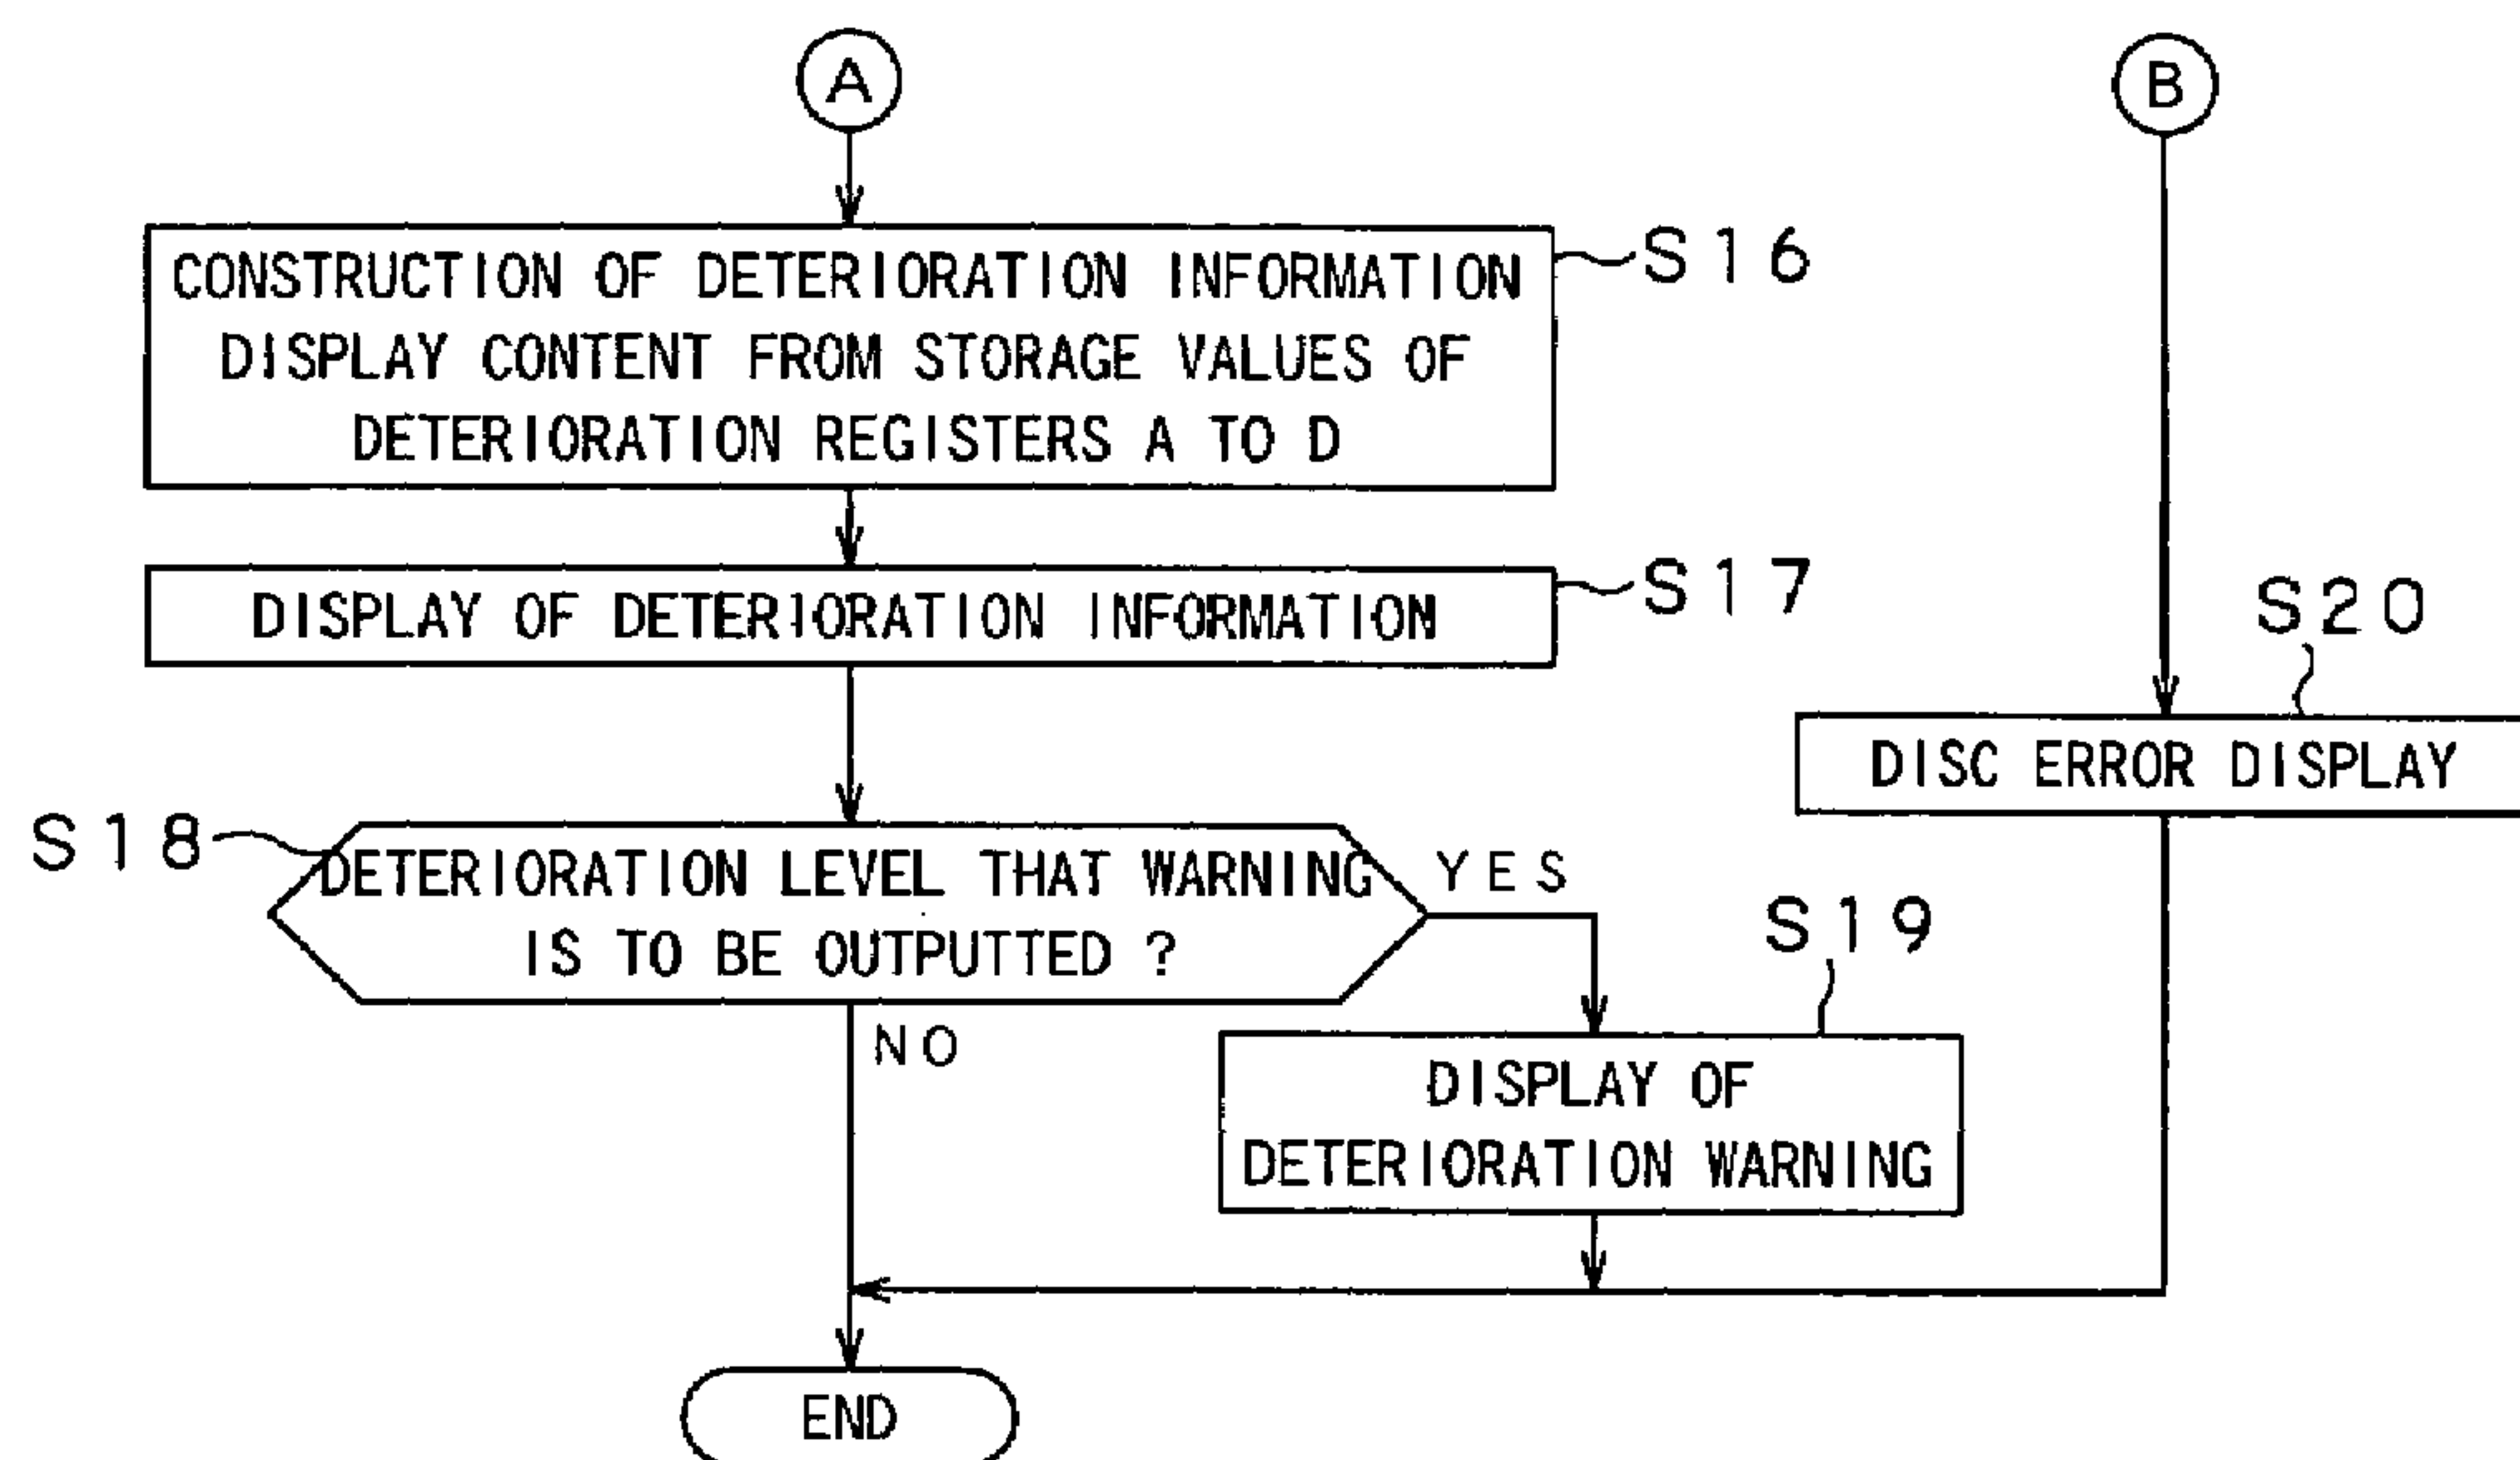 A
B
CONSTRUCTION OF DETERIORATION INFORMATION
DISPLAY CONTENT FROM STORAGE VALUES OF
DETERIORATION REGISTERS A TO D
S16
DISPLAY OF DETERIORATION INFORMATION
S17
S20
DISC ERROR DISPLAY
S18
DETERIORATION LEVEL THAT WARNING
IS TO BE OUTPUTTED ?
YES
S19
NO
DISPLAY OF
DETERIORATION WARNING
END